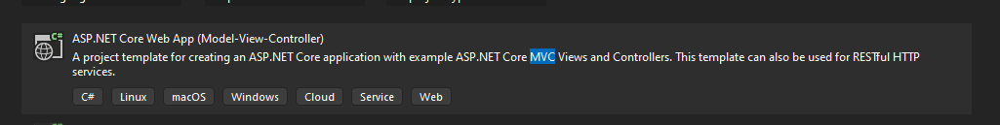 C#
ASP.NET Core Web App (Model-View-Controller)
A project template for creating an ASP.NET Core application with example ASP.NET Core MVC Views and Controllers. This template can also be used for RESTful HTTP
services.
C# Linux macOS Windows Cloud Service Web